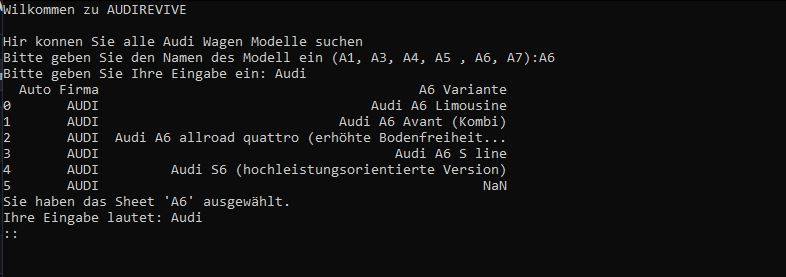 Wilkommen zu AUDIREVIVE
Hir konnen Sie alle Audi Wagen Modelle suchen
Bitte geben Sie den Namen des Modell ein (A1, A3, A4, A5 , A6, A7):A6
Bitte geben Sie Ihre Eingabe ein: Audi
  Auto Firma                                        A6 Variante
0       AUDI                                  Audi A6 Limousine
1       AUDI                              Audi A6 Avant (Kombi)
2       AUDI  Audi A6 allroad quattro (erhöhte Bodenfreiheit...
3       AUDI                                     Audi A6 S line
4       AUDI         Audi S6 (hochleistungsorientierte Version)
5       AUDI                                                NaN
Sie haben das Sheet 'A6' ausgewählt.
Ihre Eingabe lautet: Audi
::